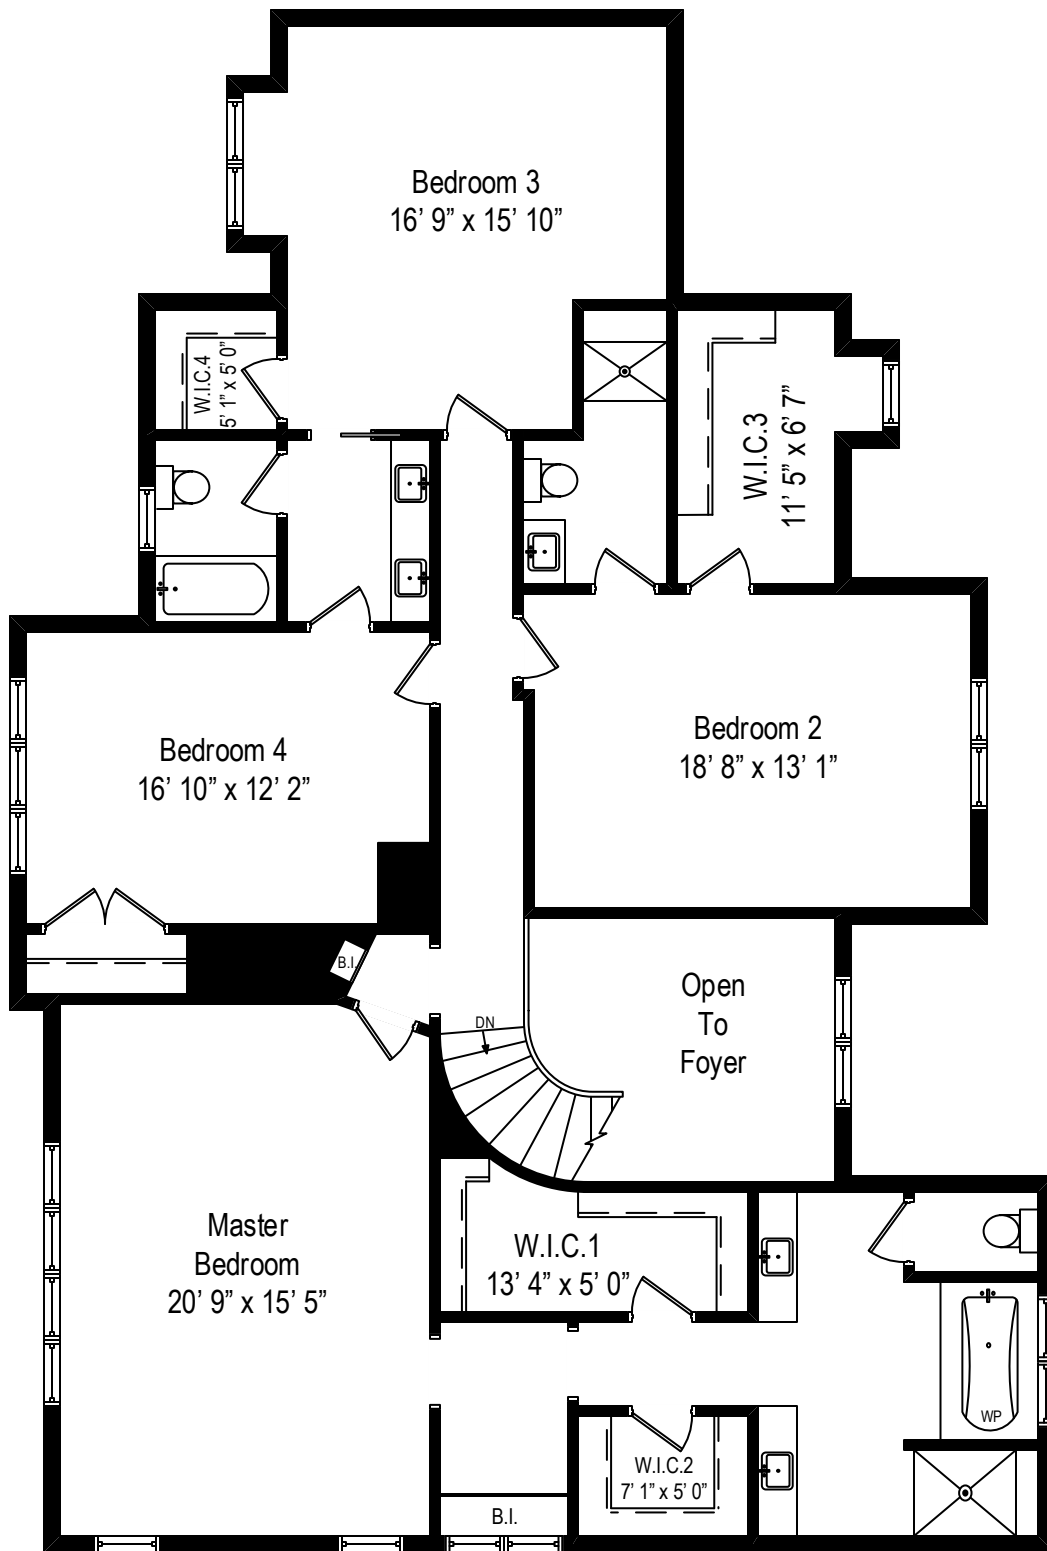 Bedroom 3
16’ 9” x 15’ 10”
W.I.C.4
5’ 1” x 5’ 0”
W.I.C.3
11’ 5” x 6’ 7”
Bedroom 2
18’ 8” x 13’ 1”
Bedroom 4
16’ 10” x 12’ 2”
B.I.
DN
Open
To
Foyer
Master
Bedroom
20’ 9” x 15’ 5”
W.I.C.1
13’ 4” x 5’ 0”
WP
W.I.C.2
7’ 1” x 5’ 0”
B.I.